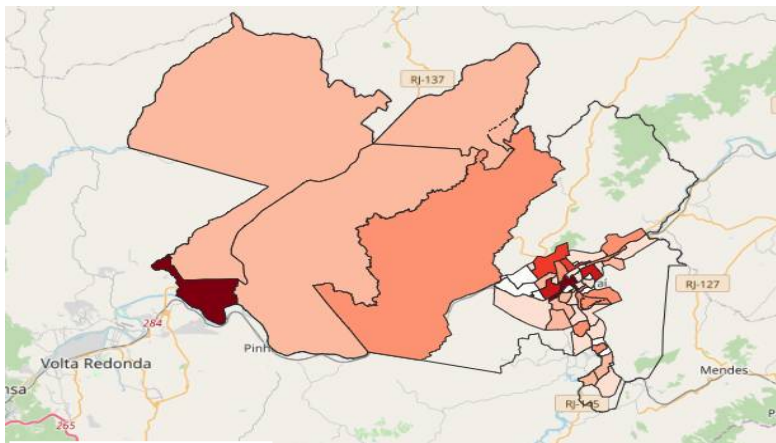 RJ-137
RJ-127
284
Volta Redonda
Pinh
Mendes
nsa
RJ-145
265
P